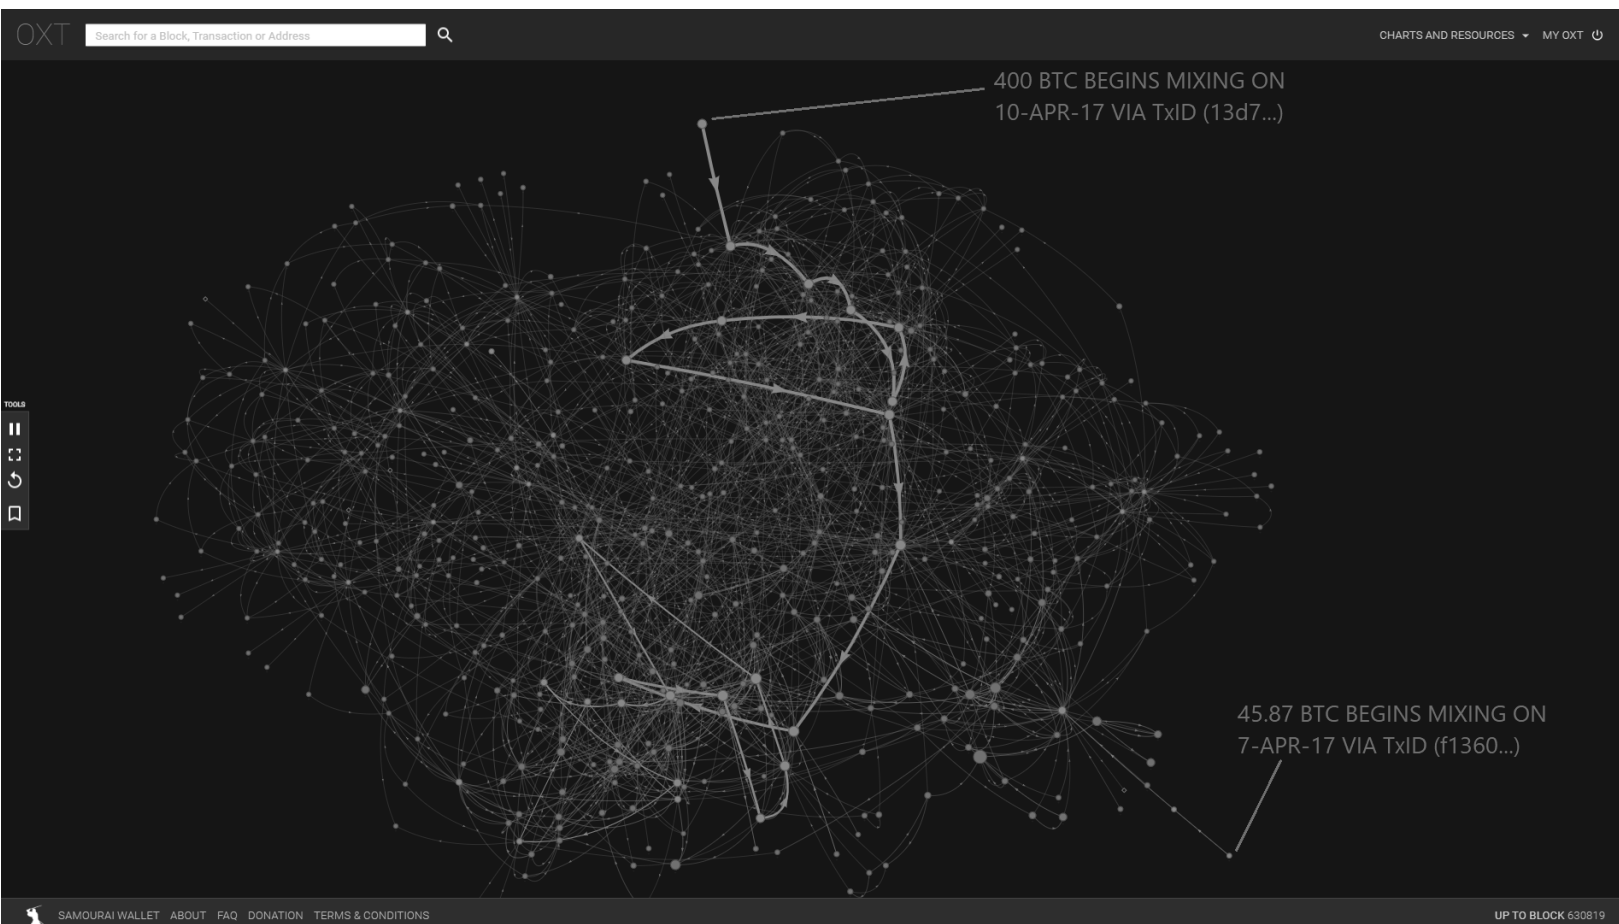 OXT
Search for a Block, Transaction or Address
CHARTS AND RESOURCES
MY OXT
400 BTC BEGINS MIXING ON
10-APR-17 VIA TxID (13d7...)
TOOLS
45.87 BTC BEGINS MIXING ON
7-APR-17 VIA TxID (f1360...)
SAMOURAI WALLET ABOUT FAQ DONATION TERMS & CONDITIONS
UP TO BLOCK 630819